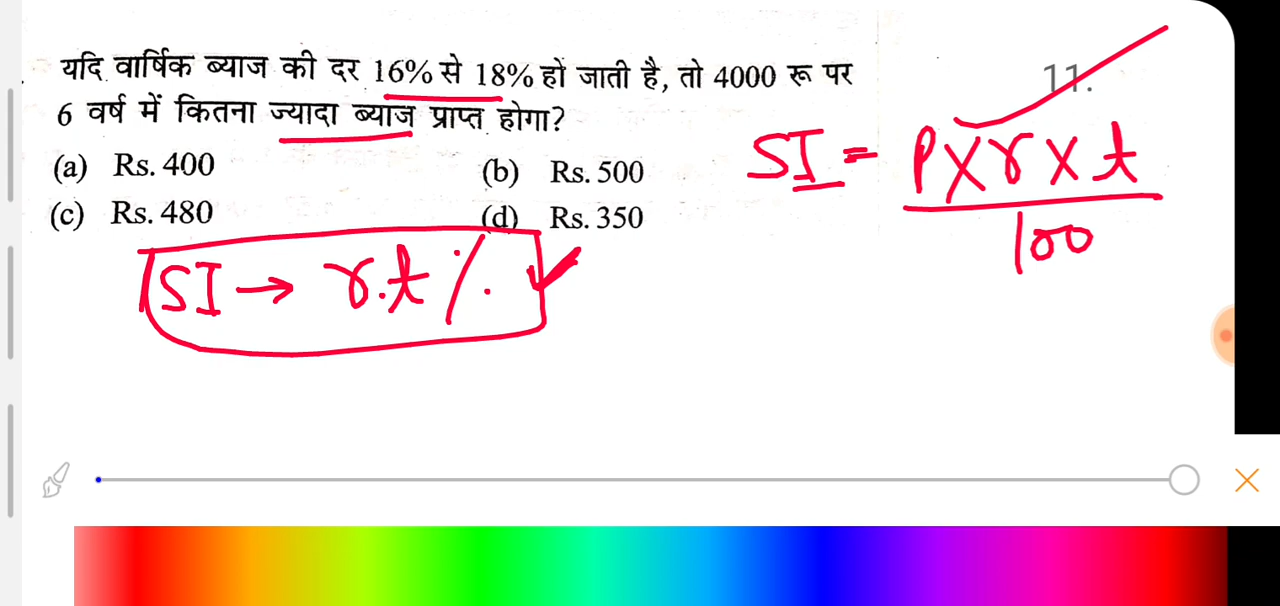 यदि वार्षिक ब्याज की दर 16% से 18% हो जाती है, तो 4000 रू पर
6 वर्ष में कितना ज्यादा ब्याज प्राप्त होगा?
(a) Rs. 400 (b) Rs. 500
(c) Rs. 480 (d) Rs. 350
11.
SI = P × r × t
100
SI → r.t %